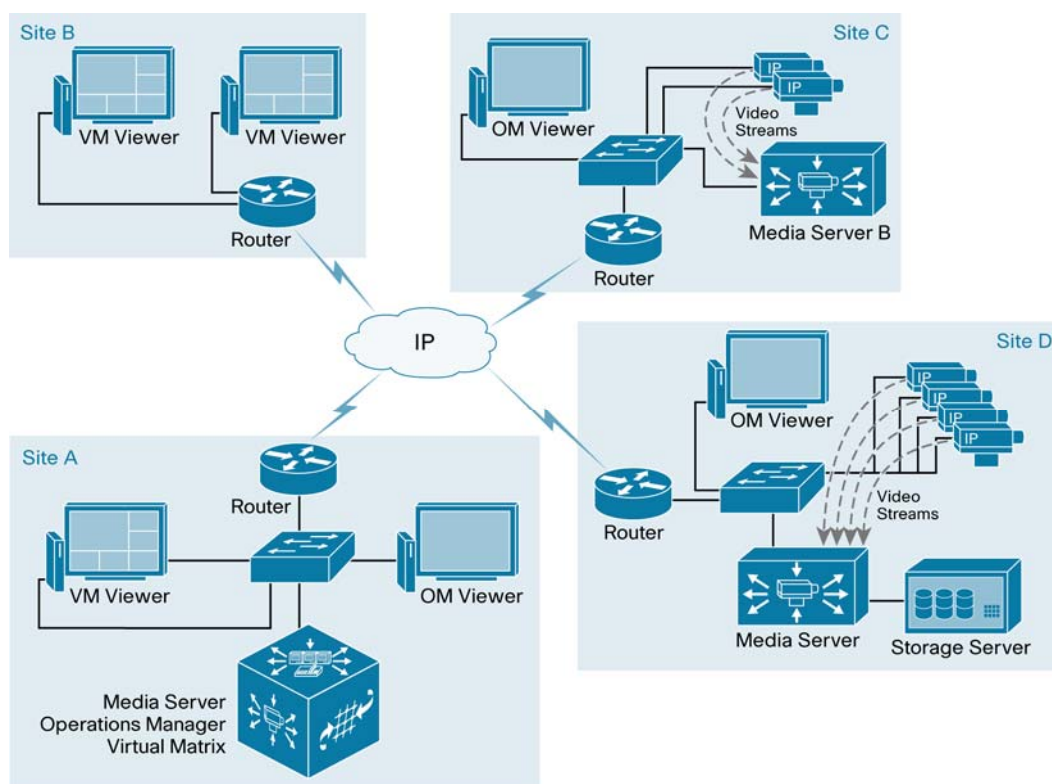 Site B
VM Viewer
VM Viewer
Router
Site C
OM Viewer
IP
IP
Video
Streams
Media Server B
Router
IP
Site D
OM Viewer
IP
IP
IP
IP
Video
Streams
Router
Media Server
Storage Server
Site A
Router
VM Viewer
OM Viewer
Media Server
Operations Manager
Virtual Matrix